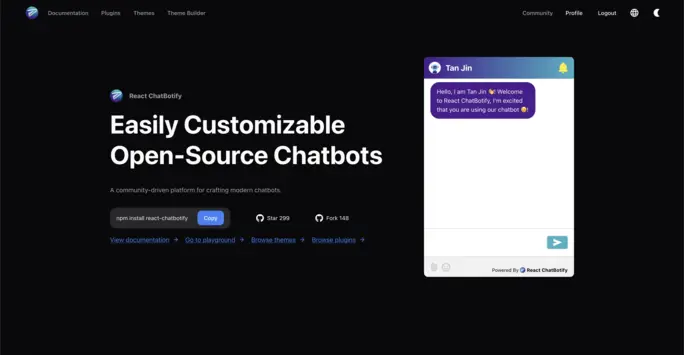 Documentation Plugins Themes Theme Builder Community Profile Logout
React ChatBotify
Easily Customizable
Open-Source Chatbots
A community-driven platform for crafting modern chatbots.
npm install react-chatbotify Copy Star 299 Fork 148
View documentation → Go to playground → Browse themes → Browse plugins →
Tan Jin
Hello, I am Tan Jin 👋! Welcome
to React ChatBotify, I'm excited
that you are using our chatbot 😊!
Powered By React ChatBotify